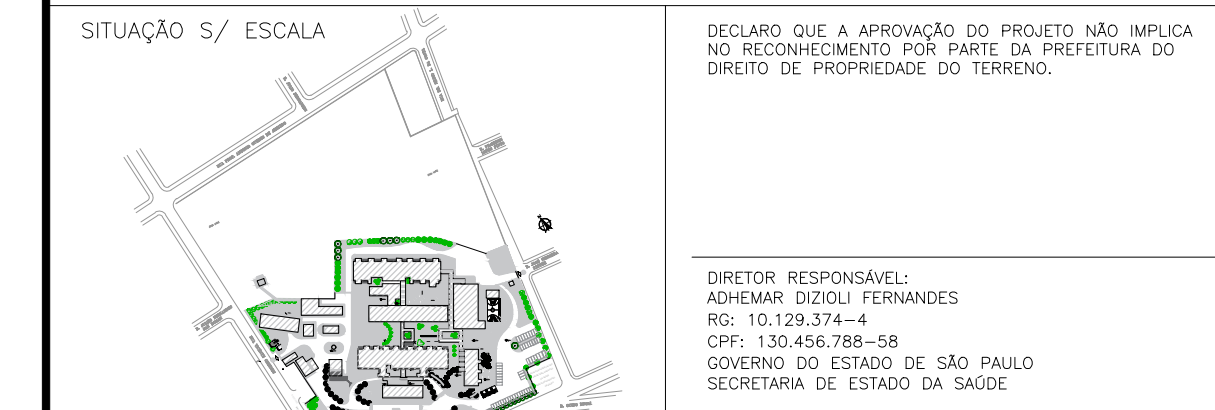 SITUAÇÃO S/ ESCALA
DECLARO QUE A APROVAÇÃO DO PROJETO NÃO IMPLICA
NO RECONHECIMENTO POR PARTE DA PREFEITURA DO
DIREITO DE PROPRIEDADE DO TERRENO.
DIRETOR RESPONSÁVEL:
ADHEMAR DIZIOLI FERNANDES
RG: 10.129.374-4
CPF: 130.456.788-58
GOVERNO DO ESTADO DE SÃO PAULO
SECRETARIA DE ESTADO DA SAÚDE